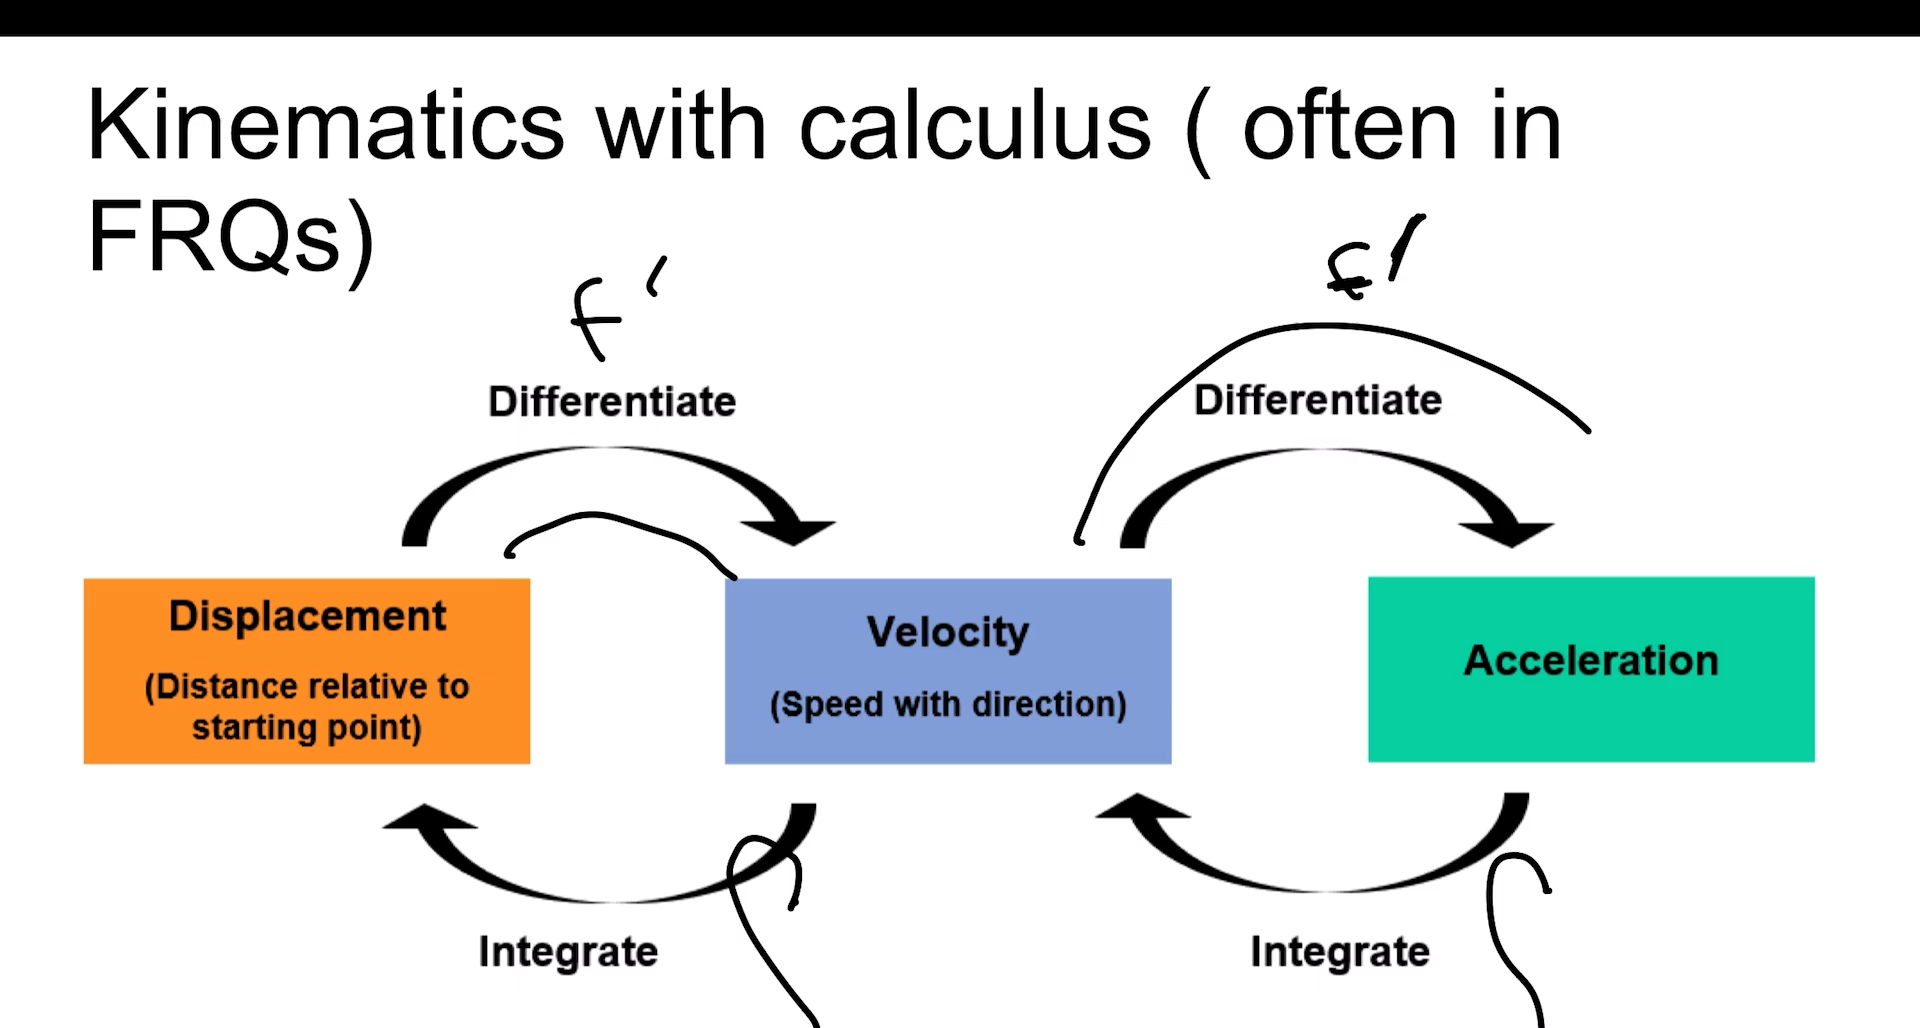 Kinematics with calculus ( often in
FRQs)
f'
f'
Differentiate
Differentiate
Displacement
(Distance relative to
starting point)
Velocity
(Speed with direction)
Acceleration
Integrate
Integrate